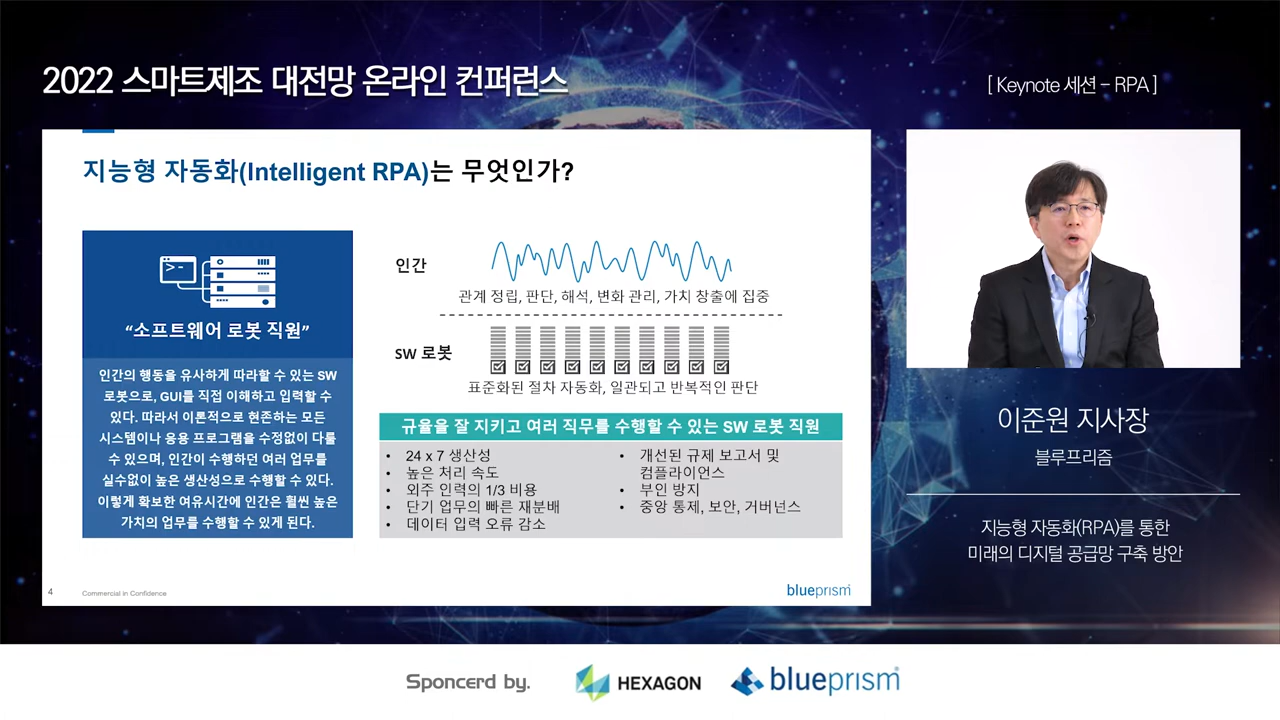 2022 스마트제조 대전망 온라인 컨퍼런스
[ Keynote 세션 – RPA ]
지능형 자동화(Intelligent RPA)는 무엇인가?
“소프트웨어 로봇 직원”
인간의 행동을 유사하게 따라할 수 있는 SW
로봇으로, GUI를 직접 이해하고 입력할 수
있다. 따라서 이론적으로 현존하는 모든
시스템이나 응용 프로그램을 수정없이 다룰
수 있으며, 인간이 수행하던 여러 업무를
실수없이 높은 생산성으로 수행할 수 있다.
이렇게 확보한 여유시간에 인간은 훨씬 높은
가치의 업무를 수행할 수 있게 된다.
인간
관계 정립, 판단, 해석, 변화 관리, 가치 창출에 집중
SW 로봇
표준화된 절차 자동화, 일관되고 반복적인 판단
규율을 잘 지키고 여러 직무를 수행할 수 있는 SW 로봇 직원
• 24 x 7 생산성
• 높은 처리 속도
• 외주 인력의 1/3 비용
• 단기 업무의 빠른 재분배
• 데이터 입력 오류 감소
• 개선된 규제 보고서 및
컴플라이언스
• 부인 방지
• 중앙 통제, 보안, 거버넌스
4
Commercial in Confidence
blueprism
이준원 지사장
블루프리즘
지능형 자동화(RPA)를 통한
미래의 디지털 공급망 구축 방안
Sponcerd by.
HEXAGON
blueprism